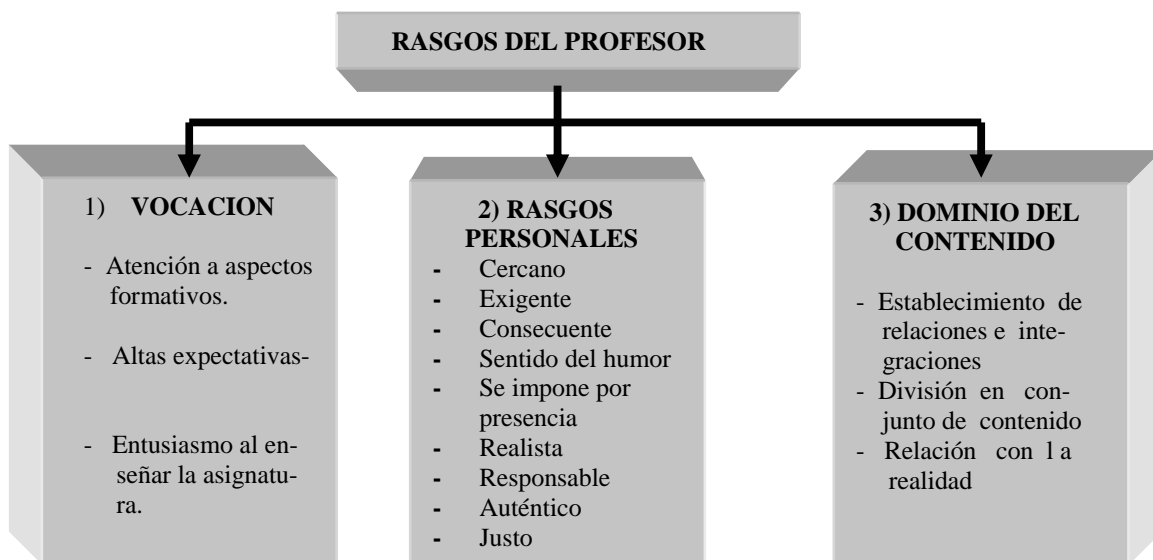 RASGOS DEL PROFESOR
1) VOCACION
- Atención a aspectos
formativos.
- Altas expectativas-
- Entusiasmo al en-
señar la asignatu-
ra.
2) RASGOS
PERSONALES
- Cercano
- Exigente
- Consecuente
- Sentido del humor
- Se impone por
presencia
- Realista
- Responsable
- Auténtico
- Justo
3) DOMINIO DEL
CONTENIDO
- Establecimiento de
relaciones e inte-
graciones
- División en con-
junto de contenido
- Relación con l a
realidad